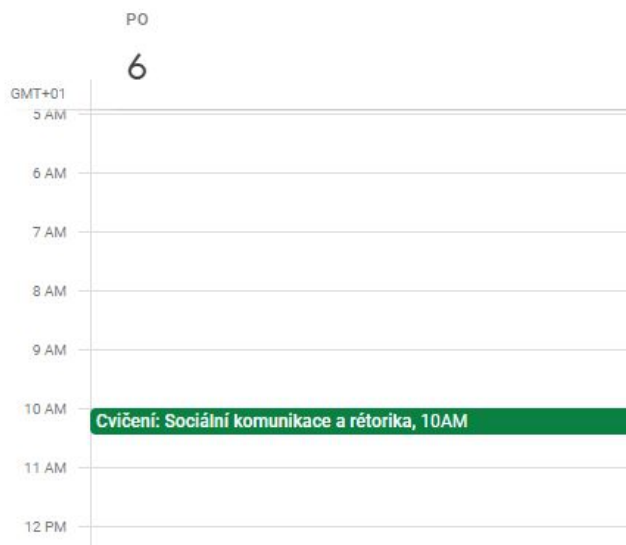 PO
6
GMT+01
5 AM
6 AM
7 AM
8 AM
9 AM
10 AM
Cvičení: Sociální komunikace a rétorika, 10AM
11 AM
12 PM